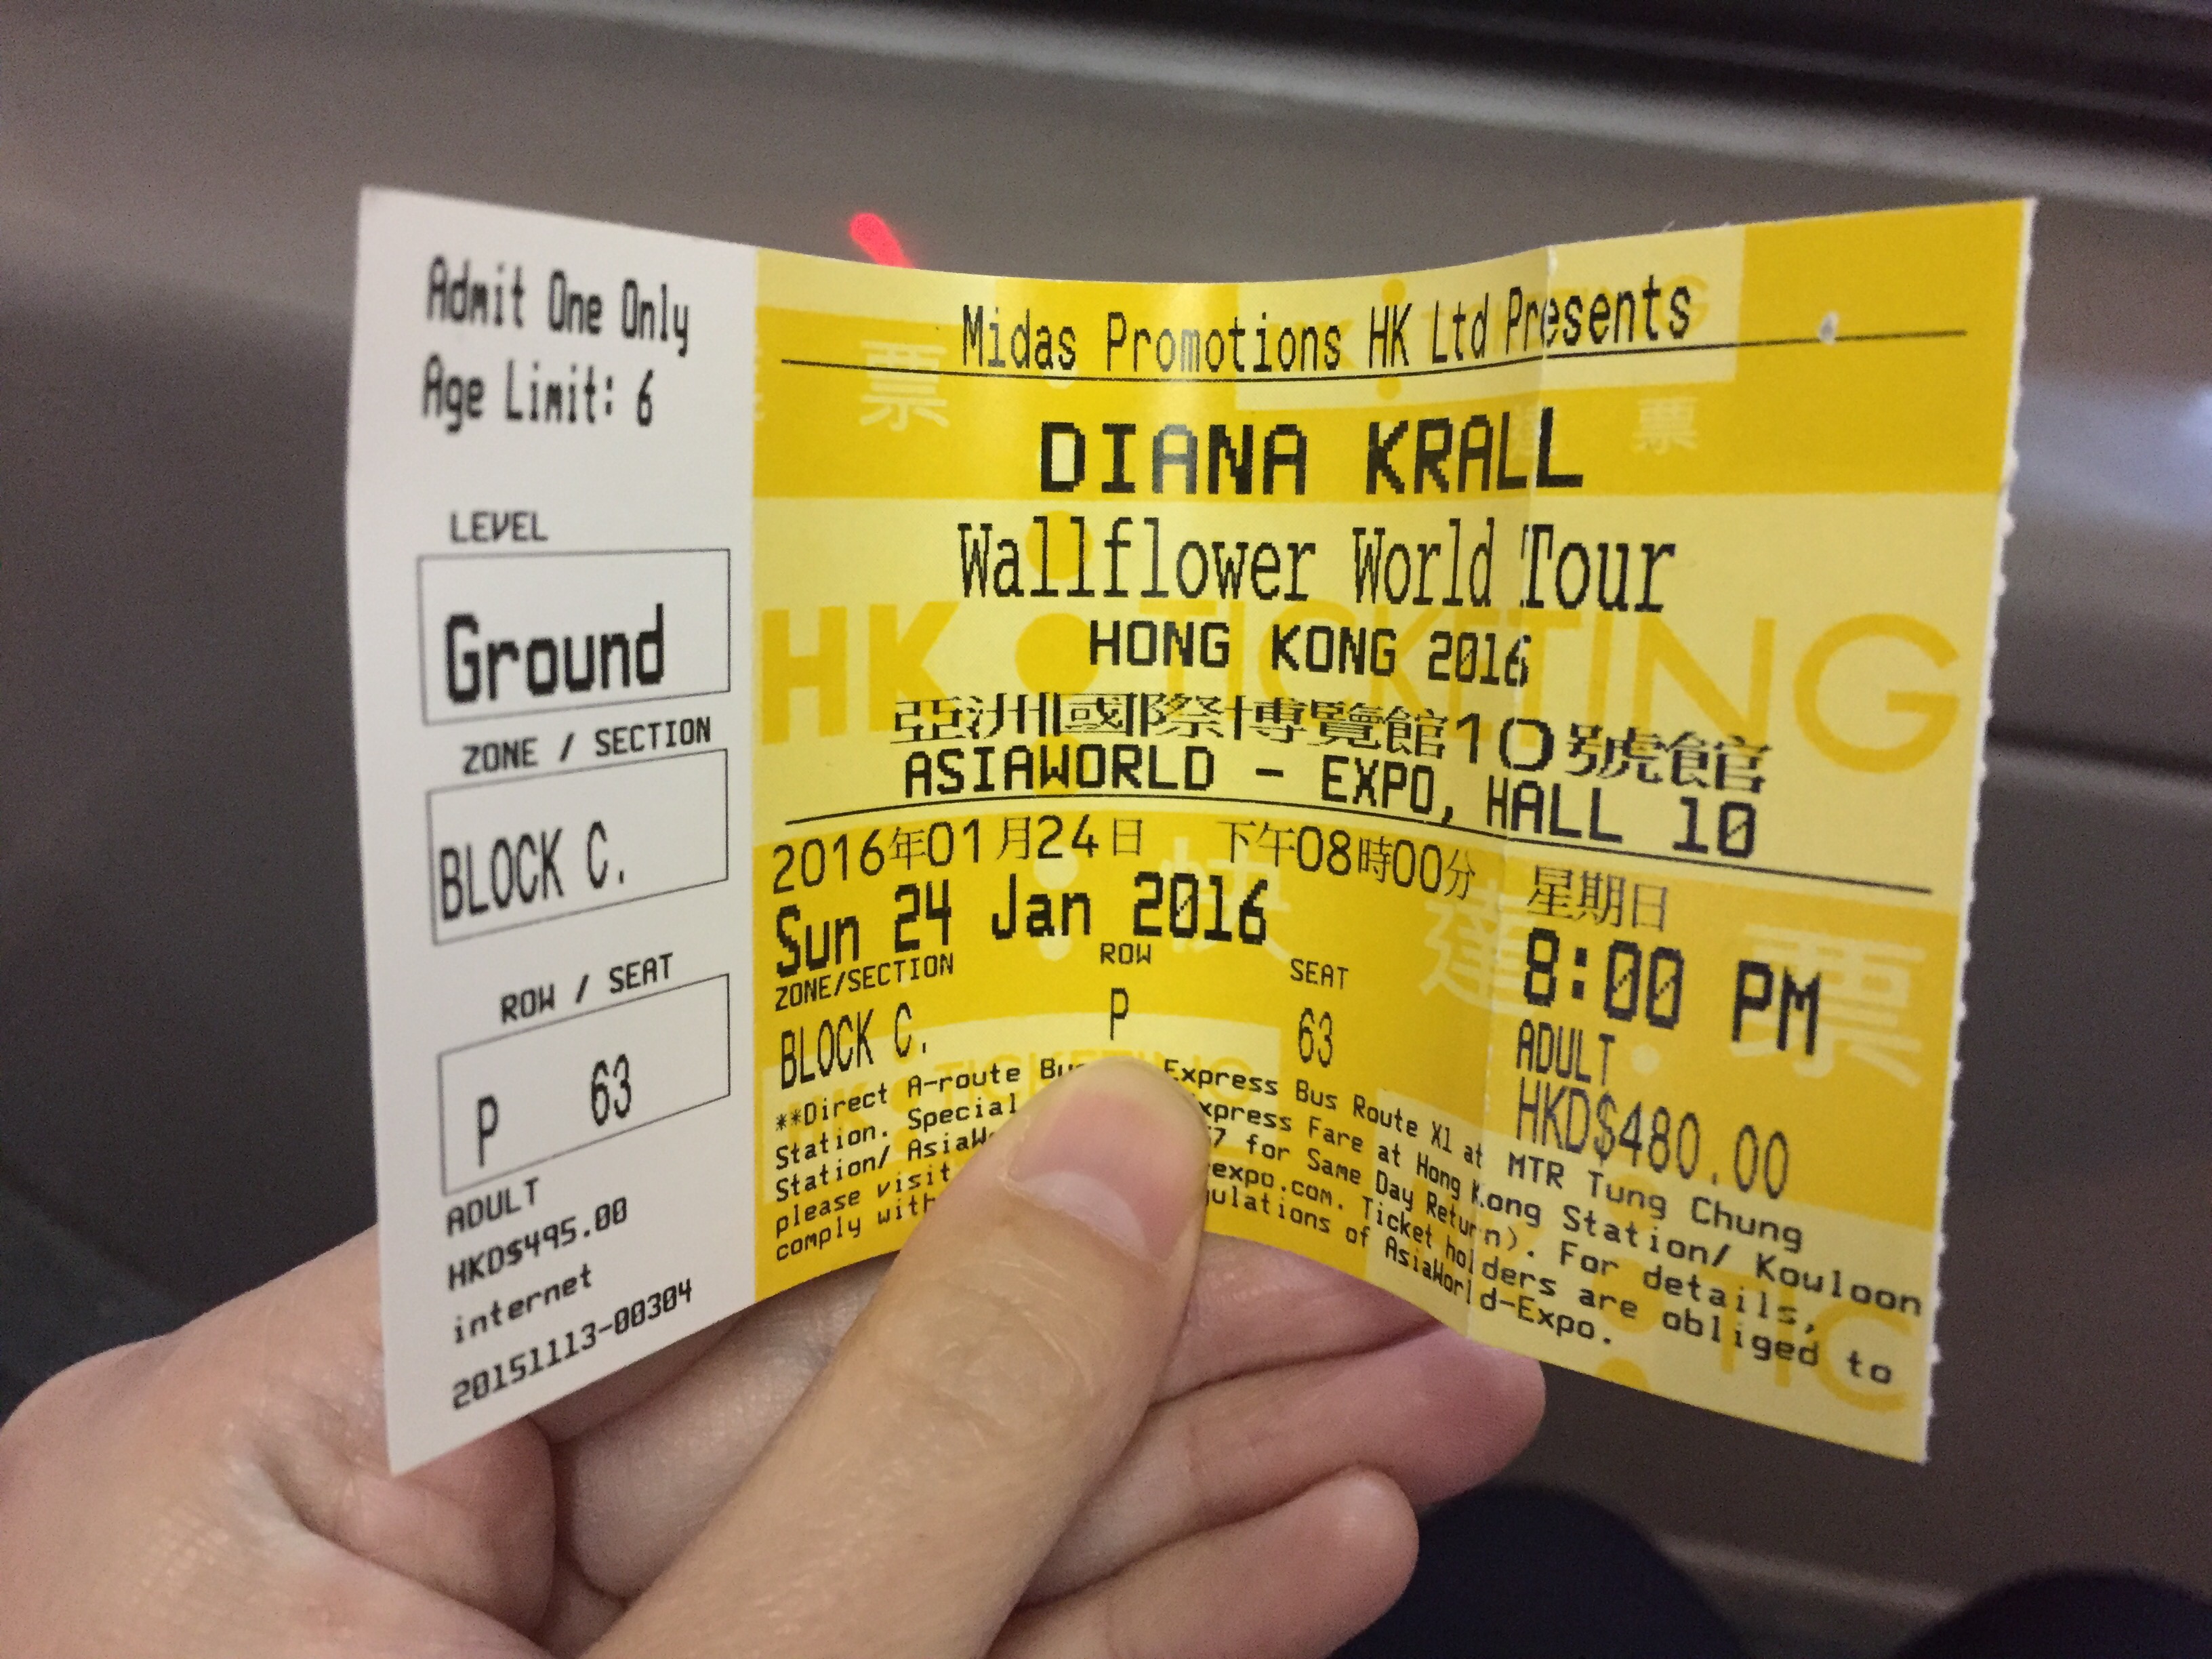 Admit One Only
Age Limit: 6
LEVEL
Ground
ZONE / SECTION
BLOCK C.
ROW / SEAT
P 63
ADULT
HKD$495.00
internet
20151113-00304
Midas Promotions HK Ltd Presents
DIANA KRALL
Wallflower World Tour
HONG KONG 2016
亞洲國際博覽館10號館
ASIAWORLD - EXPO, HALL 10
2016年01月24日 下午08時00分 星期日
Sun 24 Jan 2016 8:00 PM
ZONE/SECTION ROW SEAT
BLOCK C. P 63
ADULT
HKD$480.00
**Direct A-route Express Bus Route X1 at MTR Tung Chung
Station. Special Express Fare at Hong Kong Station/ Kowloon
Station/ for Same Day Return). For details,
please visit Ticket holders are obliged to
comply with of AsiaWorld-Expo.
HK TICKETING
快達票